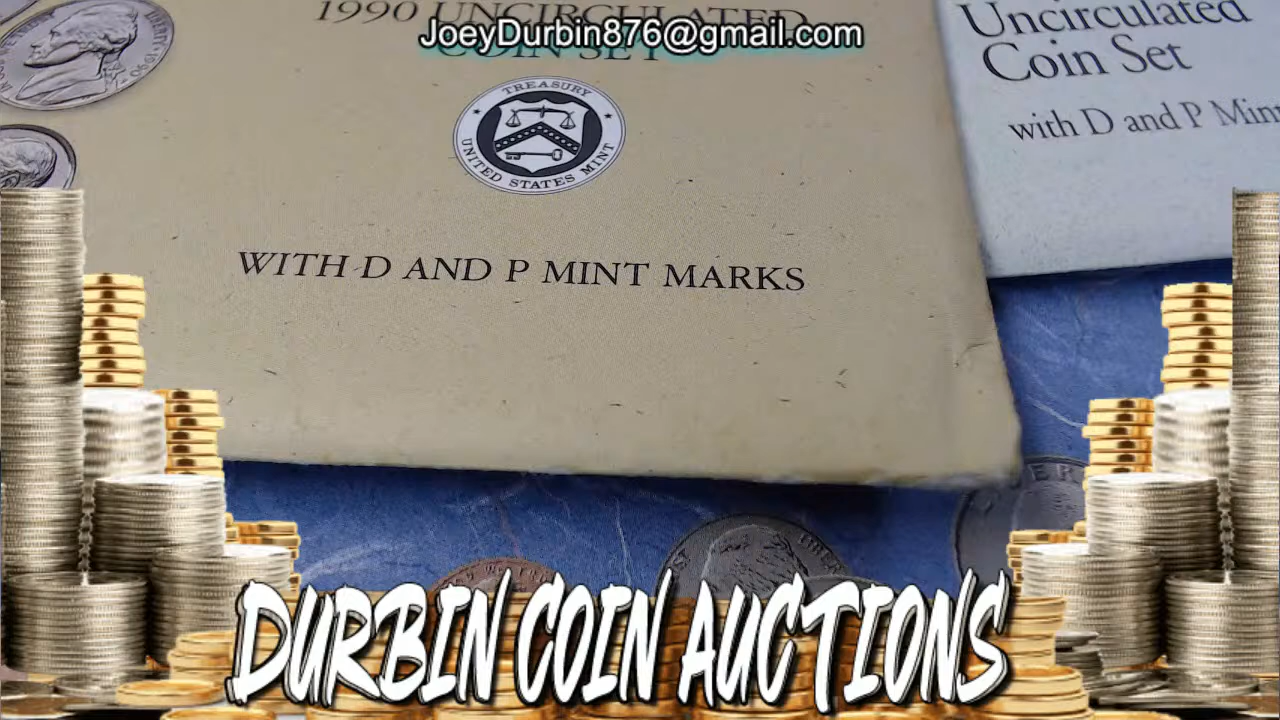 JoeyDurbin876@gmail.com
1990 UNCIRCULATED
COIN SET
TREASURY
UNITED STATES MINT
WITH D AND P MINT MARKS
Uncirculated
Coin Set
with D and P Mint
DURBIN COIN AUCTIONS